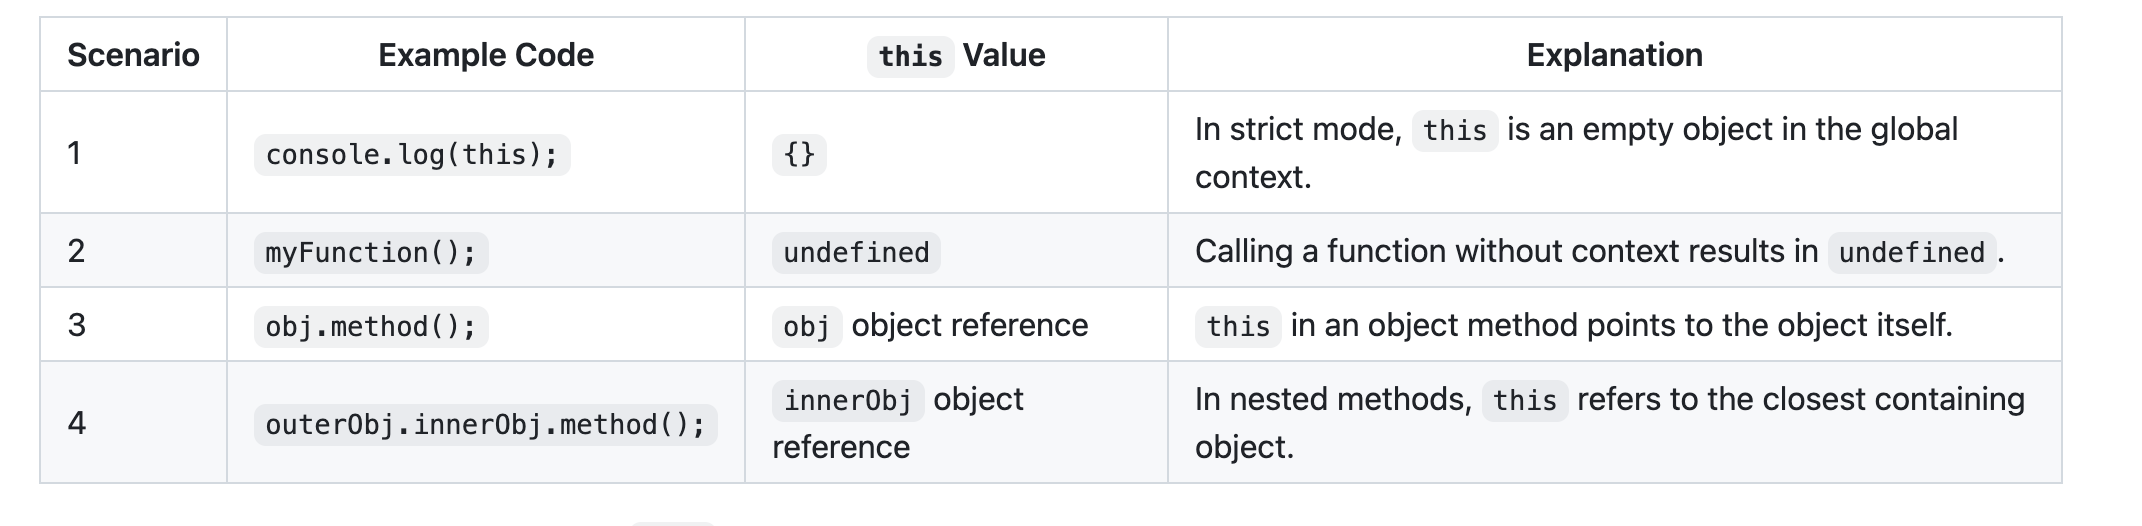 Scenario Example Code this Value Explanation
1 console.log(this); {} In strict mode, this is an empty object in the global
context.
2 myFunction(); undefined Calling a function without context results in undefined.
3 obj.method(); obj object reference this in an object method points to the object itself.
4 outerObj.innerObj.method(); innerObj object
reference In nested methods, this refers to the closest containing
object.